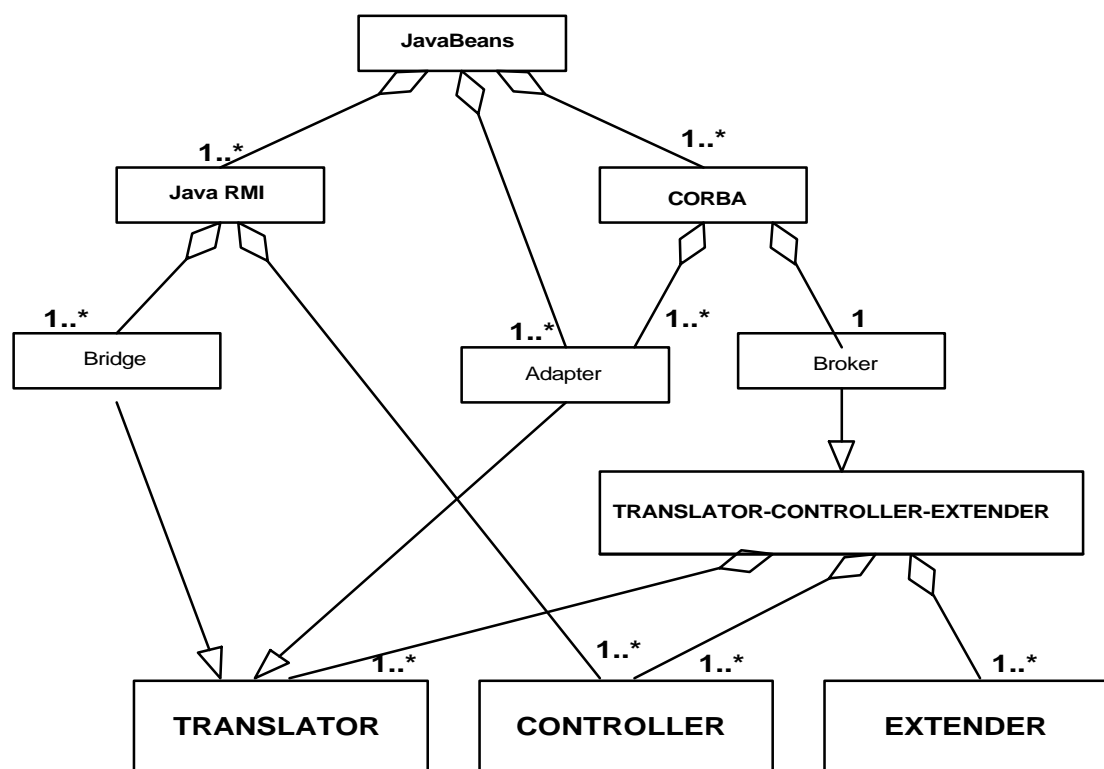 JavaBeans
1..*
1..*
Java RMI
CORBA
1..*
1..*
1..*
1
Bridge
Adapter
Broker
TRANSLATOR-CONTROLLER-EXTENDER
1..*
1..*
1..*
1..*
TRANSLATOR
CONTROLLER
EXTENDER